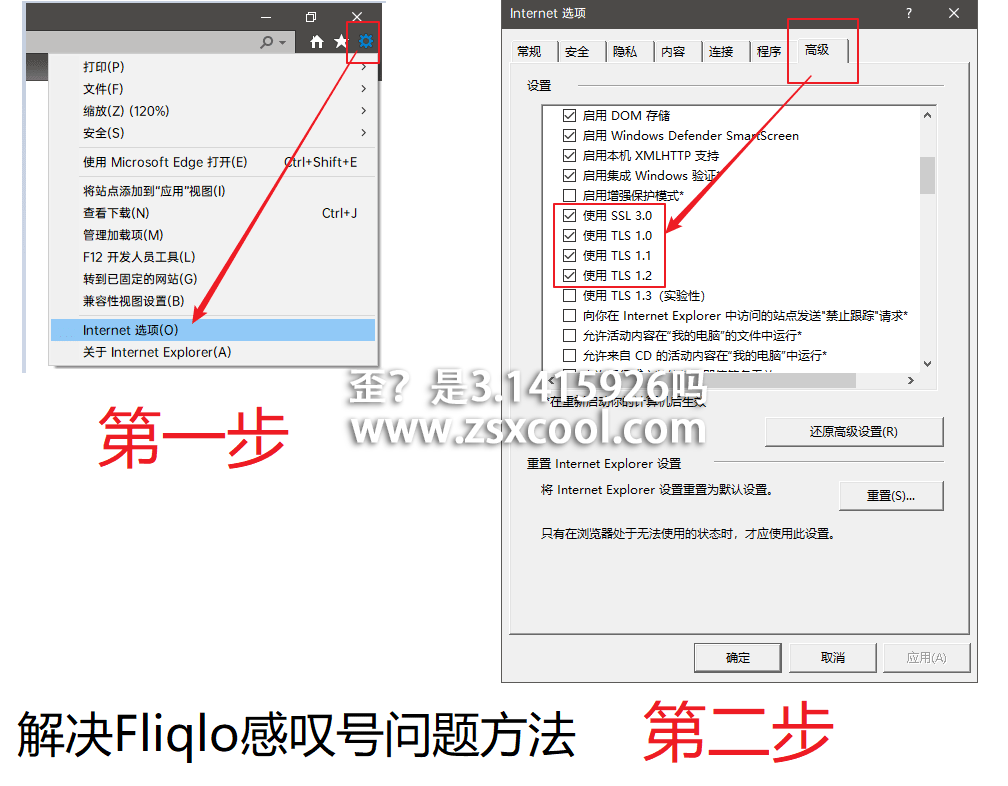 打印(P)
文件(F)
缩放(Z) (120%)
安全(S)
使用 Microsoft Edge 打开(E) Ctrl+Shift+E
将站点添加到“应用”视图(I)
查看下载(N) Ctrl+J
管理加载项(M)
F12 开发人员工具(L)
转到已固定的网站(G)
兼容性视图设置(B)
Internet 选项(O)
关于 Internet Explorer(A)
第一步
Internet 选项
常规 安全 隐私 内容 连接 程序 高级
设置
启用 DOM 存储
启用 Windows Defender SmartScreen
启用本机 XMLHTTP 支持
启用集成 Windows 验证*
启用增强保护模式*
使用 SSL 3.0
使用 TLS 1.0
使用 TLS 1.1
使用 TLS 1.2
使用 TLS 1.3（实验性）
向你在 Internet Explorer 中访问的站点发送"禁止跟踪"请求*
允许活动内容在“我的电脑”的文件中运行*
允许来自 CD 的活动内容在“我的电脑”中运行*
*在重新启动你的计算机后生效
还原高级设置(R)
重置 Internet Explorer 设置
将 Internet Explorer 设置重置为默认设置。
重置(S)...
只有在浏览器处于无法使用的状态时，才应使用此设置。
确定 取消 应用(A)
歪？是3.1415926吗
www.zsxcool.com
解决Fliqlo感叹号问题方法
第二步